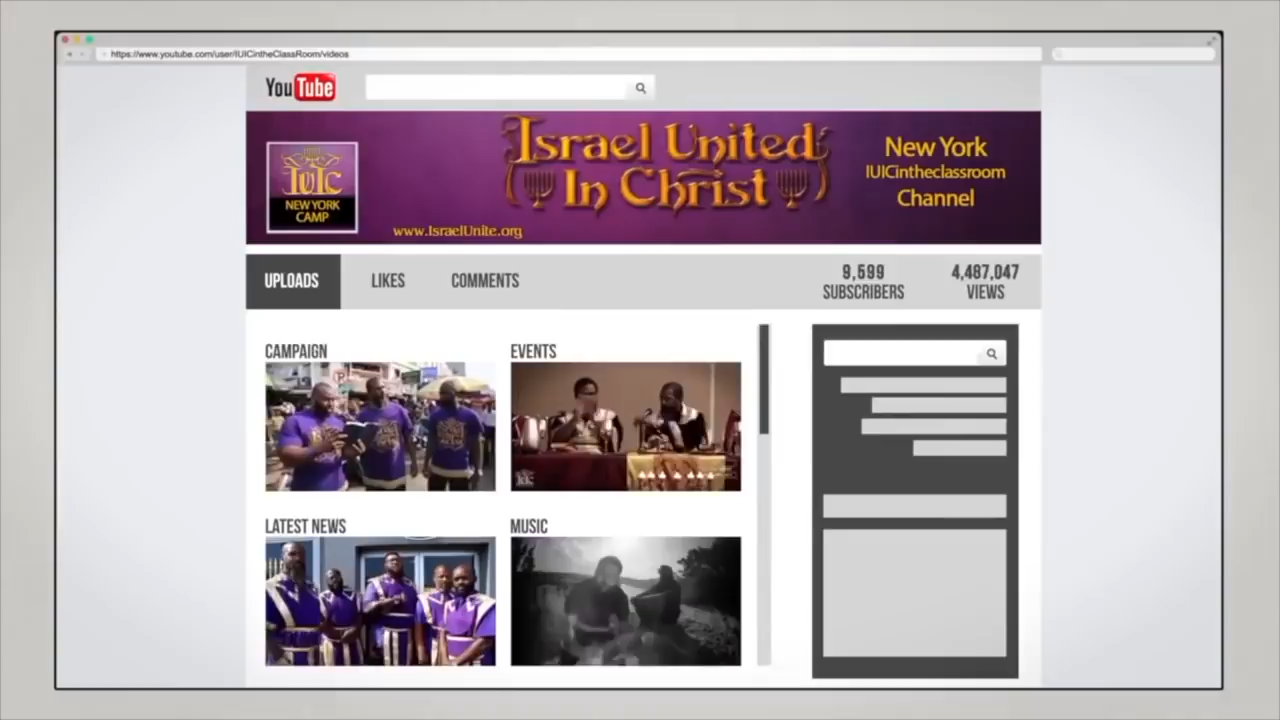 https://www.youtube.com/user/IUICintheClassRoom/videos
YouTube
Israel United
In Christ
New York
IUICintheclassroom
Channel
IUIC
NEW YORK
CAMP
www.IsraelUnite.org
UPLOADS
LIKES
COMMENTS
9,599
SUBSCRIBERS
4,487,047
VIEWS
CAMPAIGN
EVENTS
LATEST NEWS
MUSIC